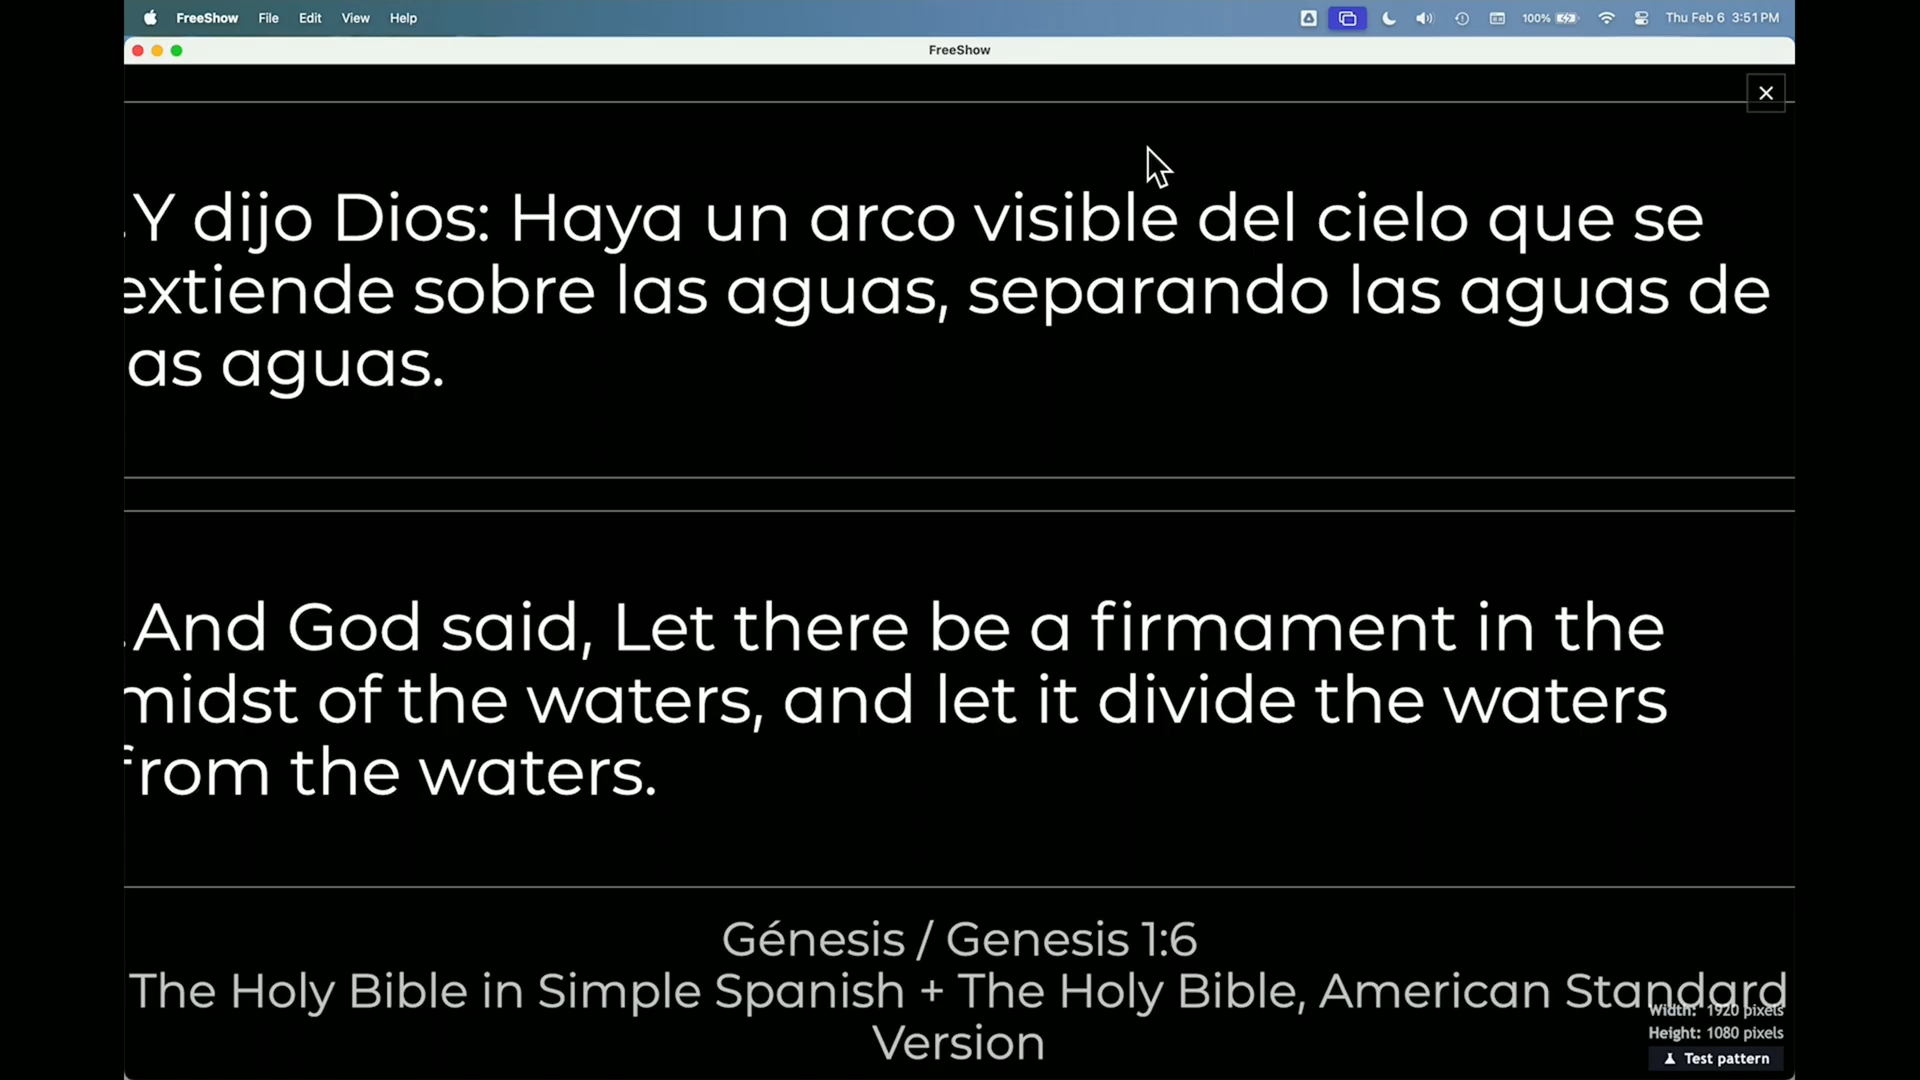 FreeShow File Edit View Help 100% Thu Feb 6 3:51 PM
FreeShow
.Y dijo Dios: Haya un arco visible del cielo que se
extiende sobre las aguas, separando las aguas de
as aguas.
.And God said, Let there be a firmament in the
midst of the waters, and let it divide the waters
from the waters.
Génesis / Genesis 1:6
The Holy Bible in Simple Spanish + The Holy Bible, American Standard
Version
Width: 1920 pixels
Height: 1080 pixels
Test pattern